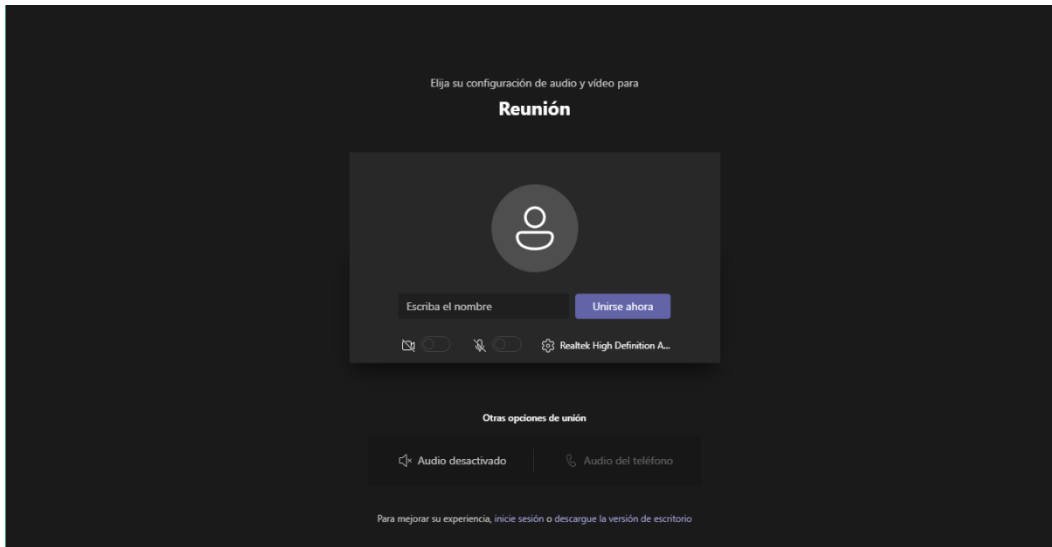 Elija su configuración de audio y vídeo para
Reunión
Escriba el nombre
Unirse ahora
Realtek High Definition A...
Otras opciones de unión
Audio desactivado
Audio del teléfono
Para mejorar su experiencia, inicie sesión o descargue la versión de escritorio